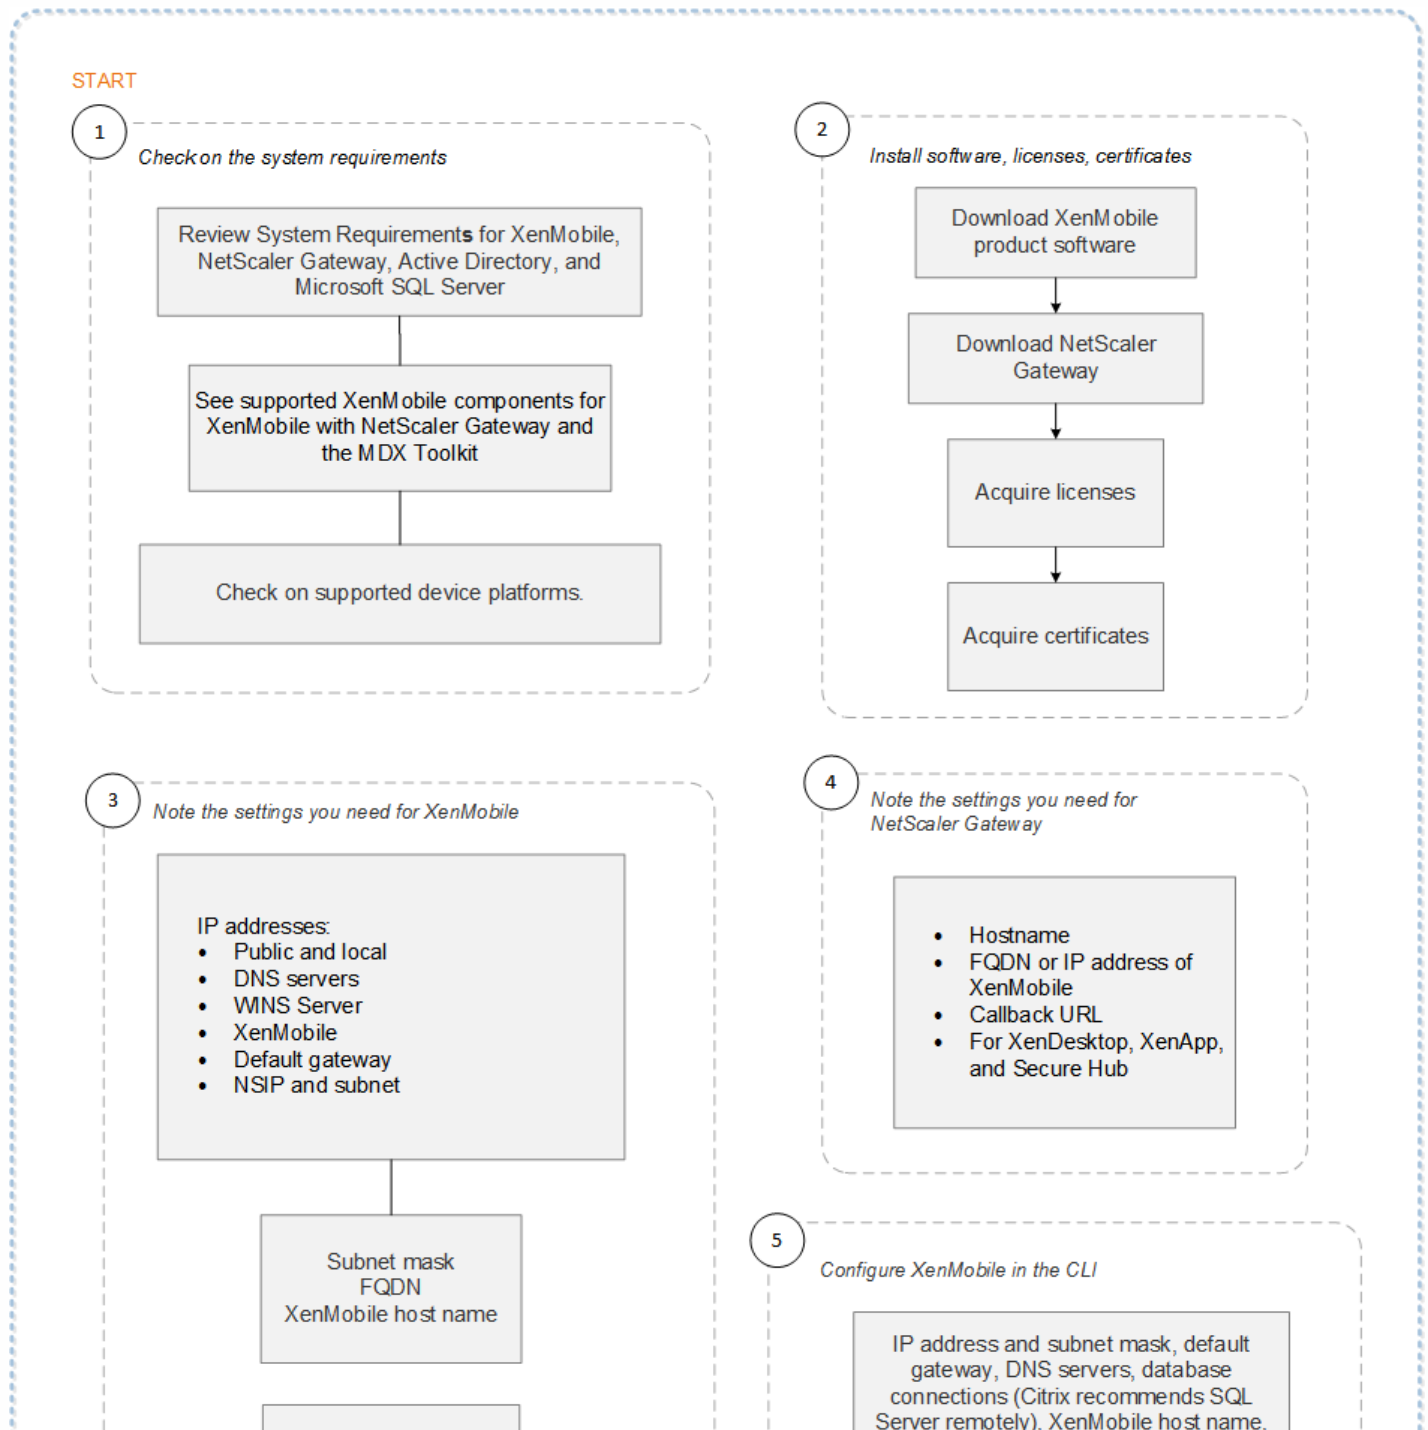 START
1
Check on the system requirements
Review System Requirements for XenMobile,
NetScaler Gateway, Active Directory, and
Microsoft SQL Server
See supported XenMobile components for
XenMobile with NetScaler Gateway and
the MDX Toolkit
Check on supported device platforms.
2
Install software, licenses, certificates
Download XenMobile
product software
Download NetScaler
Gateway
Acquire licenses
Acquire certificates
3
Note the settings you need for XenMobile
IP addresses:
• Public and local
• DNS servers
• WINS Server
• XenMobile
• Default gateway
• NSIP and subnet
Subnet mask
FQDN
XenMobile host name
4
Note the settings you need for
NetScaler Gateway
• Hostname
• FQDN or IP address of
XenMobile
• Callback URL
• For XenDesktop, XenApp,
and Secure Hub
5
Configure XenMobile in the CLI
IP address and subnet mask, default
gateway, DNS servers, database
connections (Citrix recommends SQL
Server remotely), XenMobile host name,